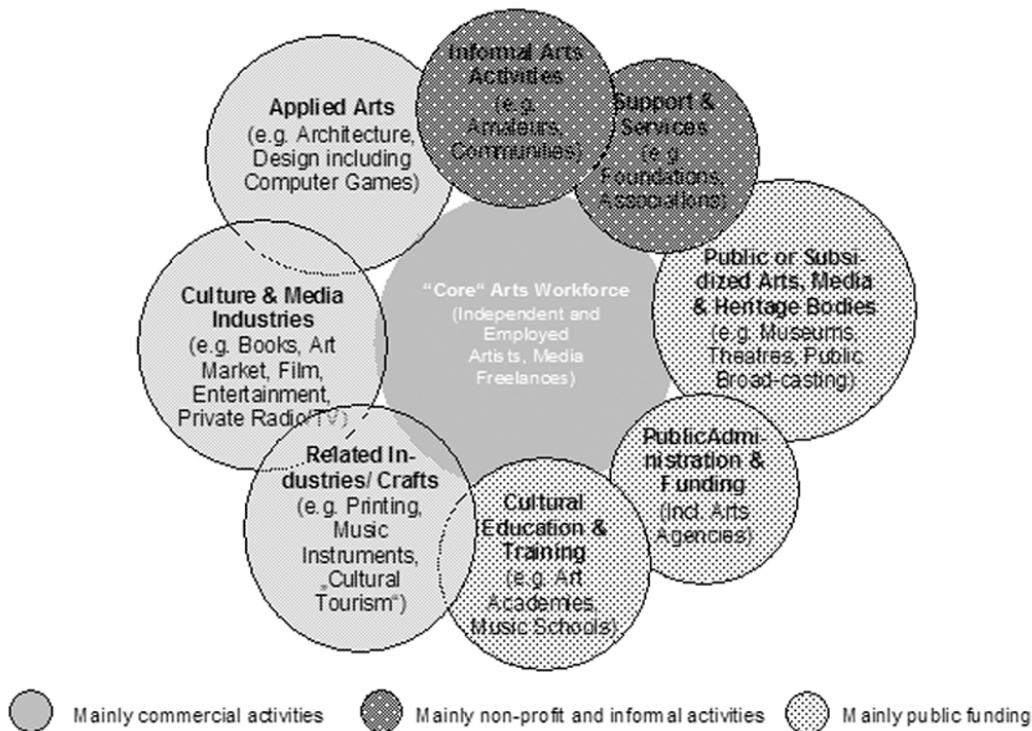 Informal Arts
Activities
(e.g.
Amateurs,
Communities)
Support &
Services
(e.g.
Foundations,
Associations)
Applied Arts
(e.g. Architecture,
Design including
Computer Games)
Public or Subsi-
dized Arts, Media
& Heritage Bodies
(e.g. Museums,
Theatres, Public
Broad-casting)
"Core“ Arts Workforce
(Independent and
Employed
Artists, Media
Freelances)
Culture & Media
Industries
(e.g. Books, Art
Market, Film,
Entertainment,
Private Radio/TV)
PublicAdmi-
nistration &
Funding
(Incl. Arts
Agencies)
Related In-
dustries/ Crafts
(e.g. Printing,
Music
Instruments,
„Cultural
Tourism“)
Cultural
Education &
Training
(e.g. Art
Academies,
Music Schools)
Mainly commercial activities
Mainly non-profit and informal activities
Mainly public funding